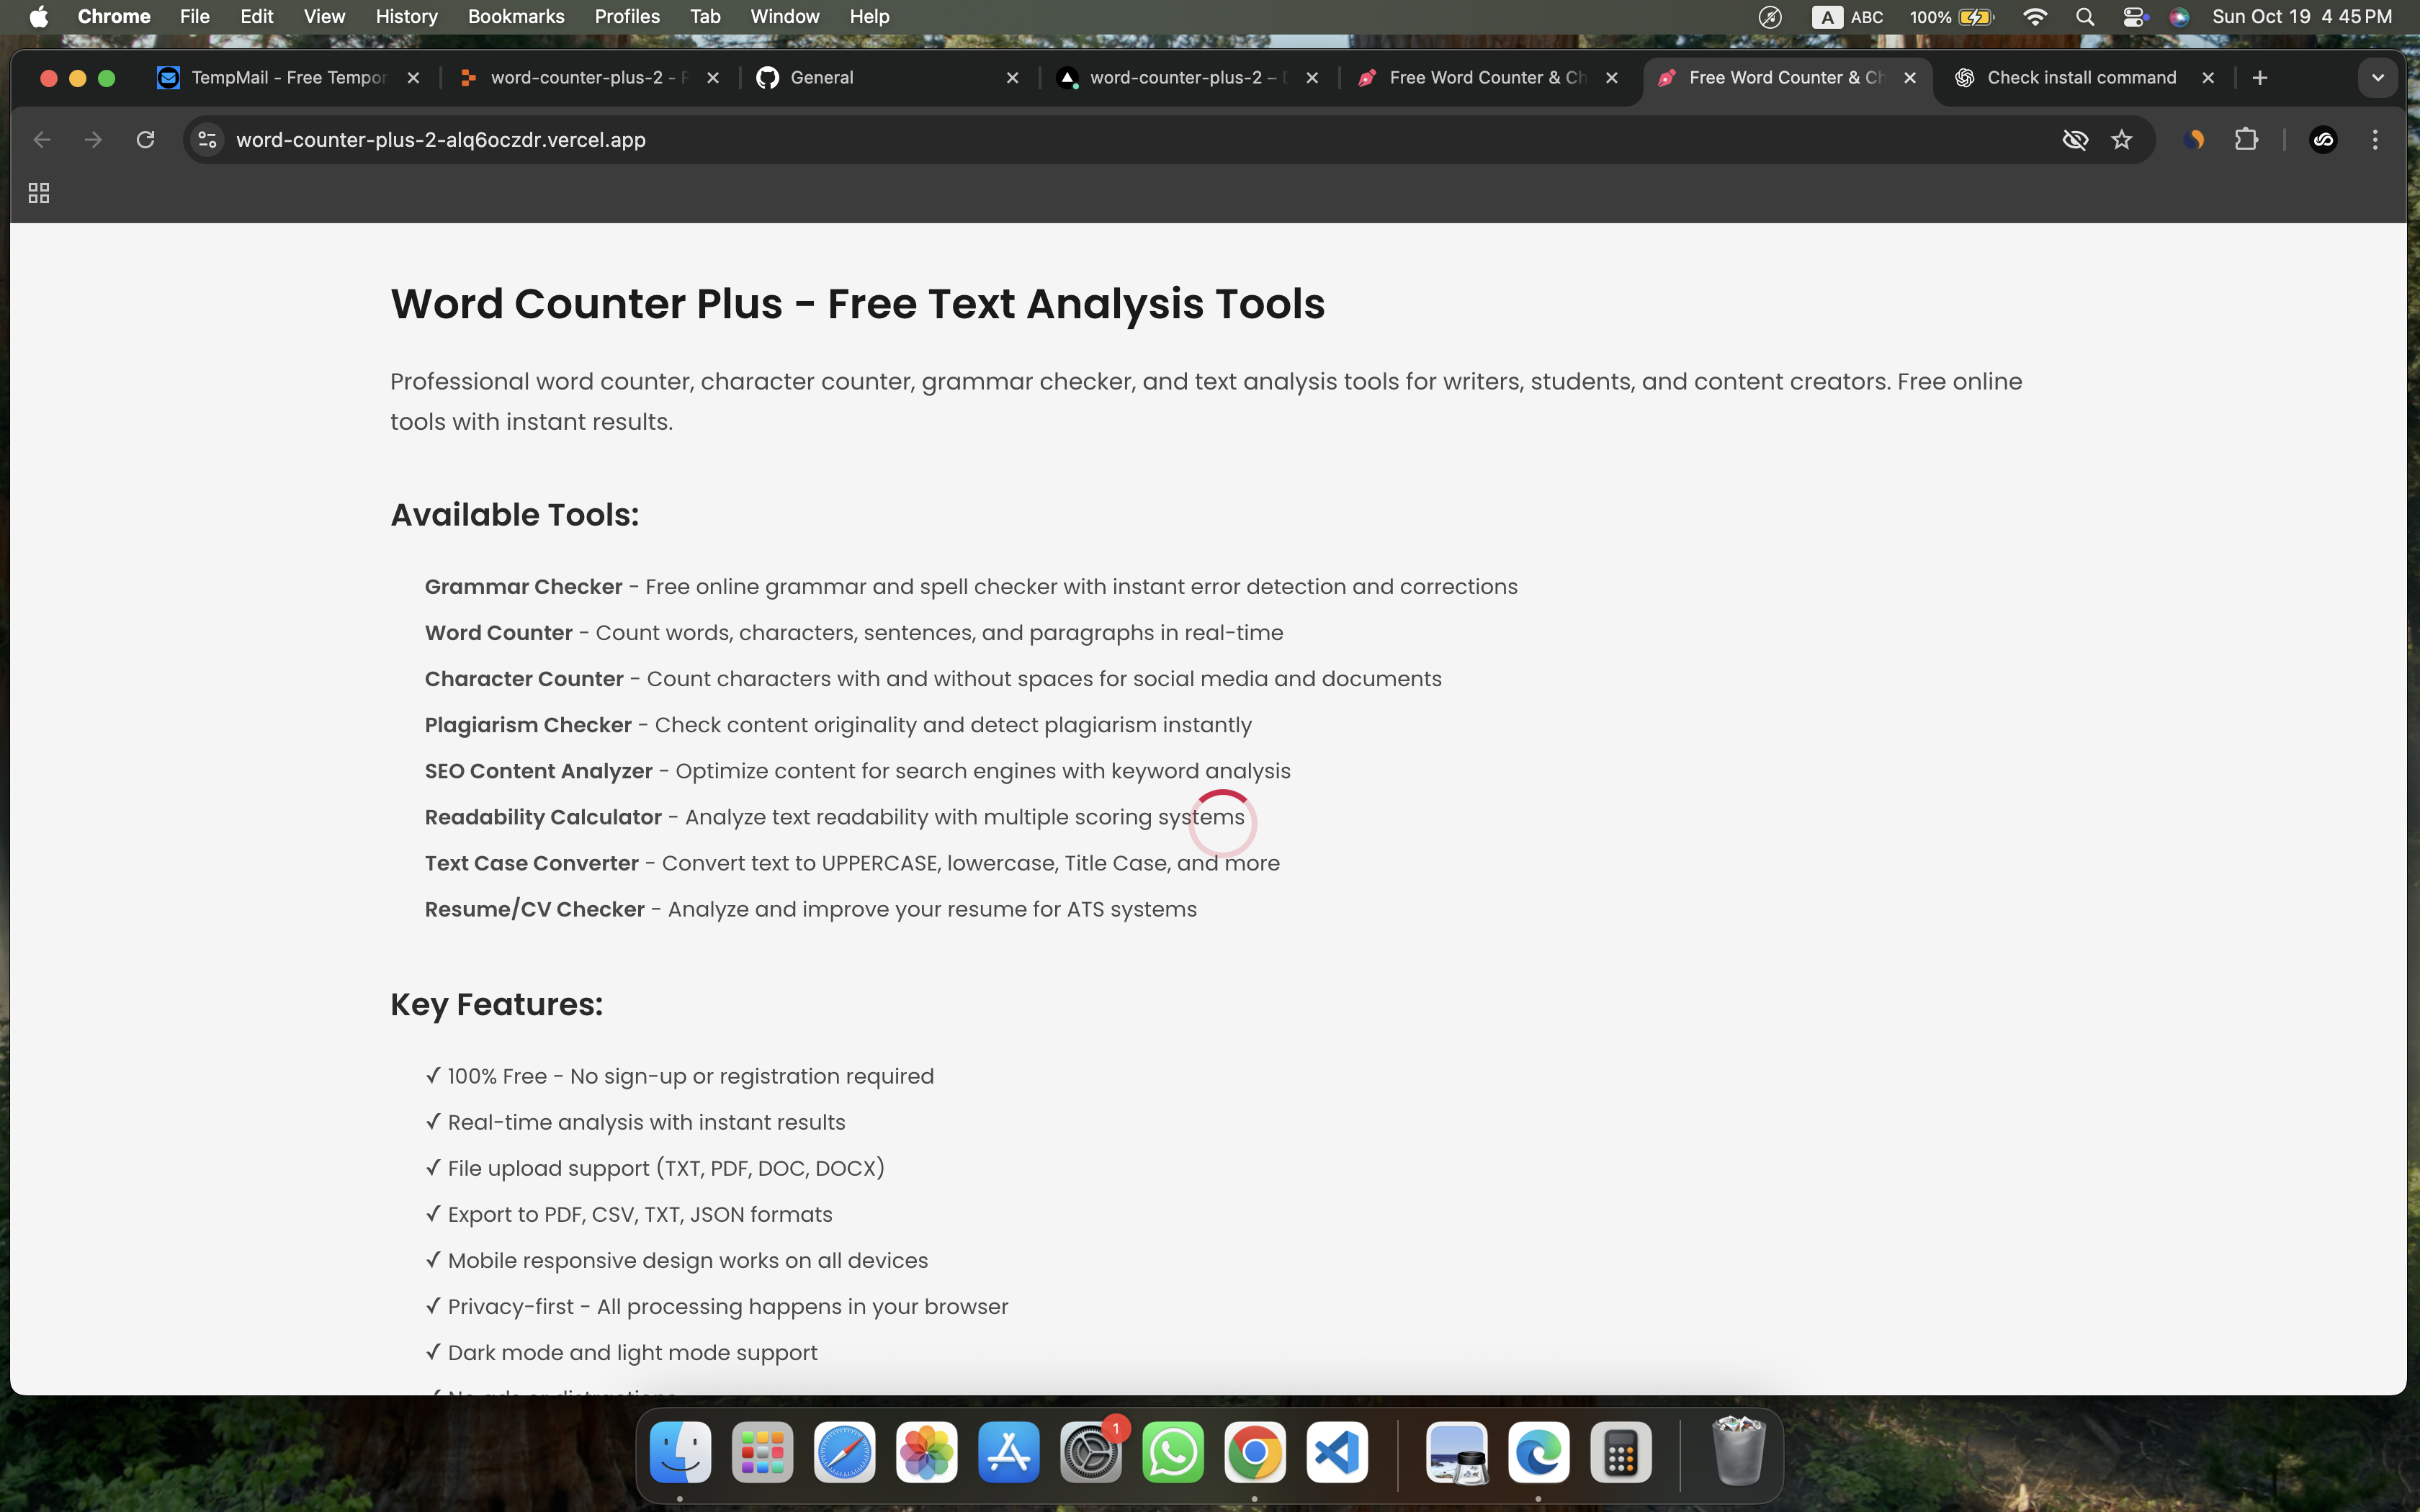 Chrome File Edit View History Bookmarks Profiles Tab Window Help
A ABC 100% Sun Oct 19 4 45 PM
TempMail - Free Tempor
word-counter-plus-2 -
General
word-counter-plus-2 –
Free Word Counter & Ch
Free Word Counter & Ch
Check install command
word-counter-plus-2-alq6oczdr.vercel.app
Word Counter Plus - Free Text Analysis Tools
Professional word counter, character counter, grammar checker, and text analysis tools for writers, students, and content creators. Free online
tools with instant results.
Available Tools:
Grammar Checker - Free online grammar and spell checker with instant error detection and corrections
Word Counter - Count words, characters, sentences, and paragraphs in real-time
Character Counter - Count characters with and without spaces for social media and documents
Plagiarism Checker - Check content originality and detect plagiarism instantly
SEO Content Analyzer - Optimize content for search engines with keyword analysis
Readability Calculator - Analyze text readability with multiple scoring systems
Text Case Converter - Convert text to UPPERCASE, lowercase, Title Case, and more
Resume/CV Checker - Analyze and improve your resume for ATS systems
Key Features:
✓ 100% Free - No sign-up or registration required
✓ Real-time analysis with instant results
✓ File upload support (TXT, PDF, DOC, DOCX)
✓ Export to PDF, CSV, TXT, JSON formats
✓ Mobile responsive design works on all devices
✓ Privacy-first - All processing happens in your browser
✓ Dark mode and light mode support
1